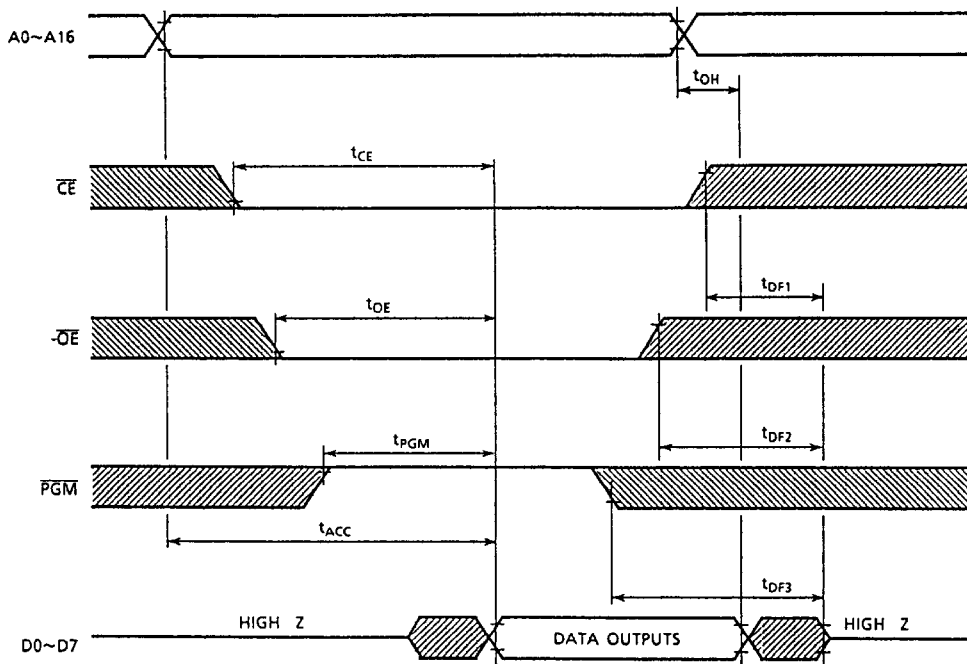 A0~A16
tOH
tCE
CE
tDF1
tOE
-OE
tPGM
tDF2
PGM
tACC
tDF3
HIGH Z
HIGH Z
D0~D7
DATA OUTPUTS